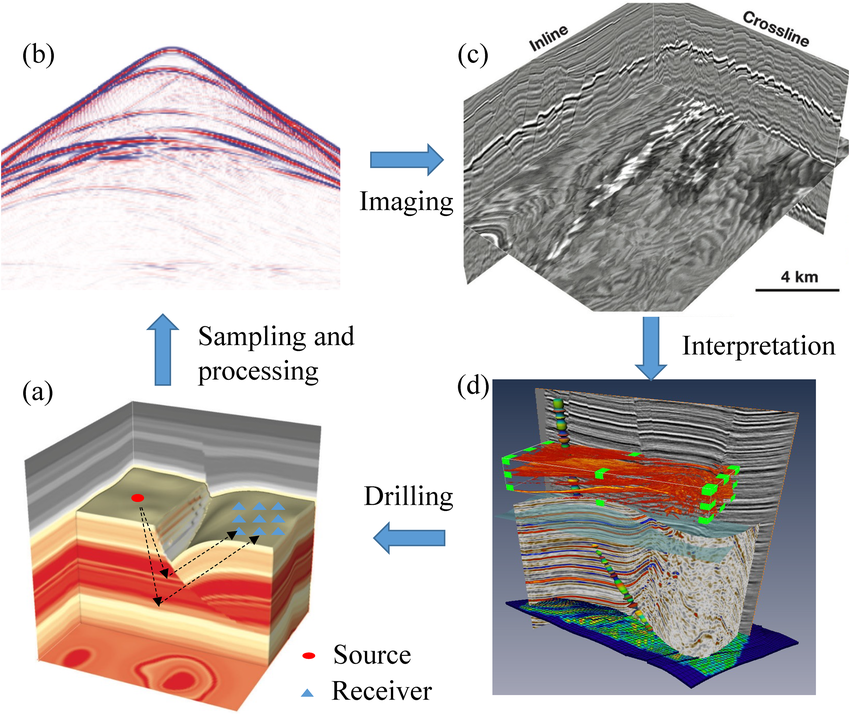 (b)
Inline
Crossline
(c)
Imaging
4 km
Sampling and
processing
Interpretation
(a)
(d)
Drilling
Source
Receiver